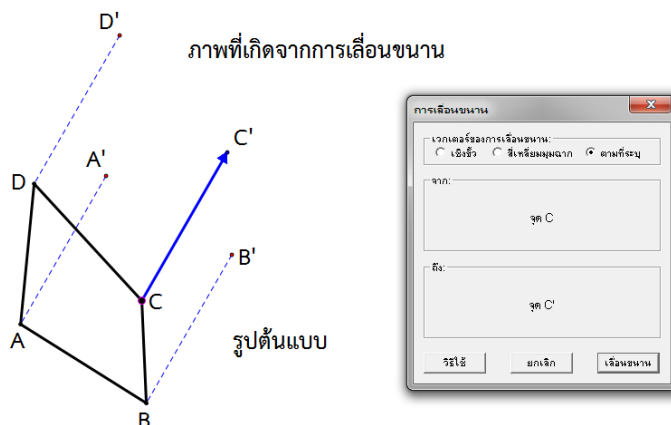 D'
ภาพที่เกิดจากการเลื่อนขนาน
C'
A'
D
B'
C
A
รูปต้นแบบ
B
การเลื่อนขนาน
เวกเตอร์ของการเลื่อนขนาน:
เชิงขั้ว สี่เหลี่ยมมุมฉาก ตามที่ระบุ
จาก:
จุด C
ถึง:
จุด C'
วิธีใช้ ยกเลิก เลื่อนขนาน